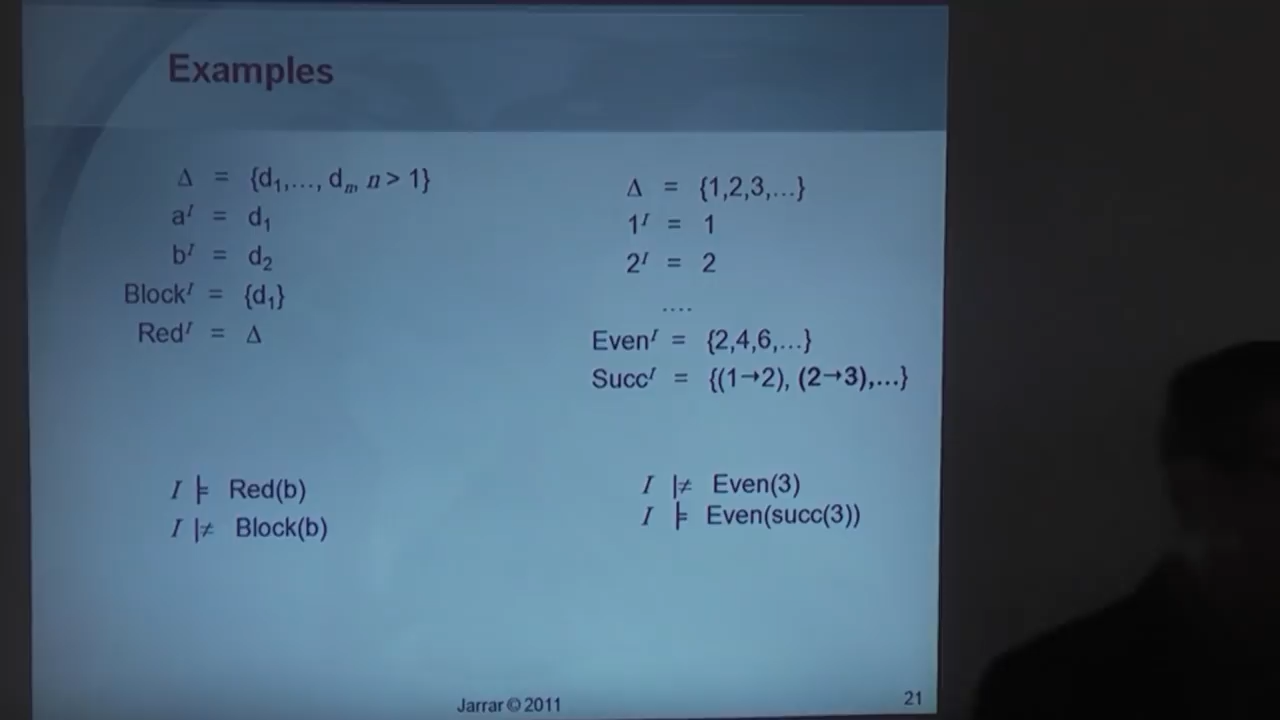 Examples
Δ = {d₁,…, dₙ, n > 1}
aᴵ = d₁
bᴵ = d₂
Blockᴵ = {d₁}
Redᴵ = Δ
I ⊨ Red(b)
I |≠ Block(b)
Δ = {1,2,3,…}
1ᴵ = 1
2ᴵ = 2
....
Evenᴵ = {2,4,6,…}
Succᴵ = {(1→2), (2→3),…}
I |≠ Even(3)
I ⊨ Even(succ(3))
Jarrar © 2011
21